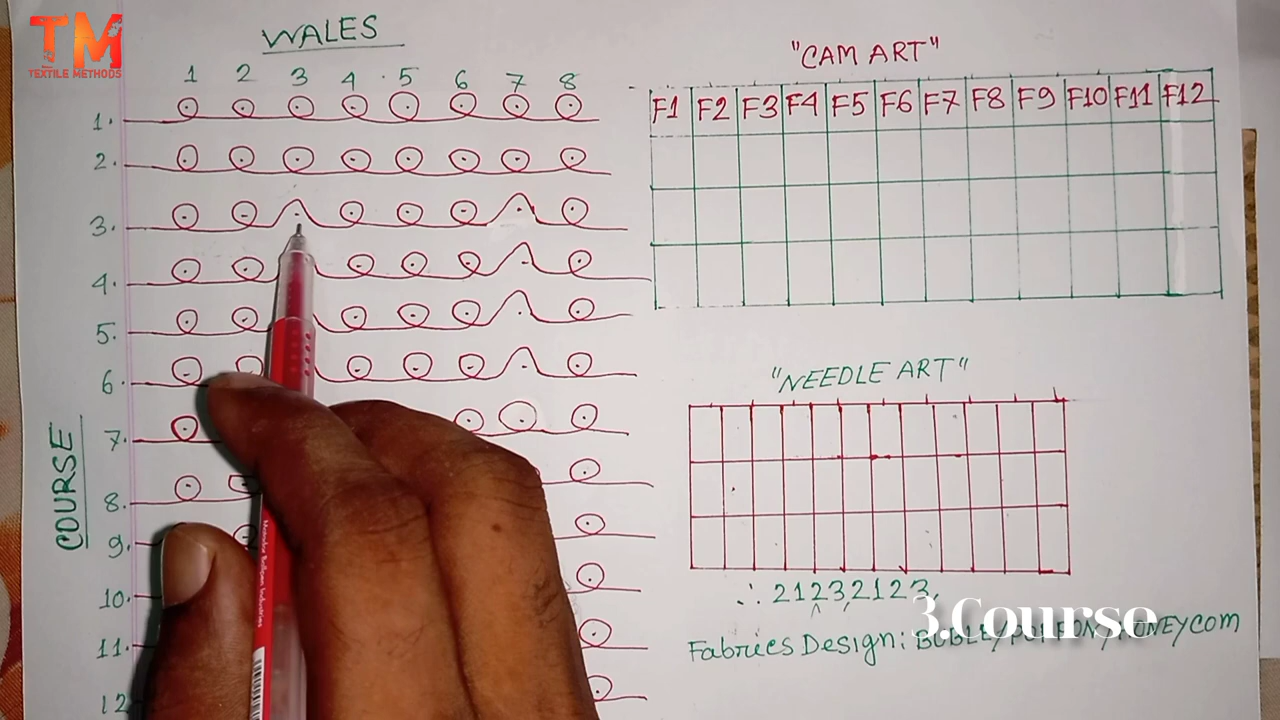 TM
TEXTILE METHODS
WALES
1 2 3 4 5 6 7 8
1.
2.
3.
4.
5.
6.
7.
8.
9.
10.
11.
12
COURSE
"CAM ART"
F1 F2 F3 F4 F5 F6 F7 F8 F9 F10 F11 F12
"NEEDLE ART"
∴ 21232123,
3.Course
Fabrics Design: